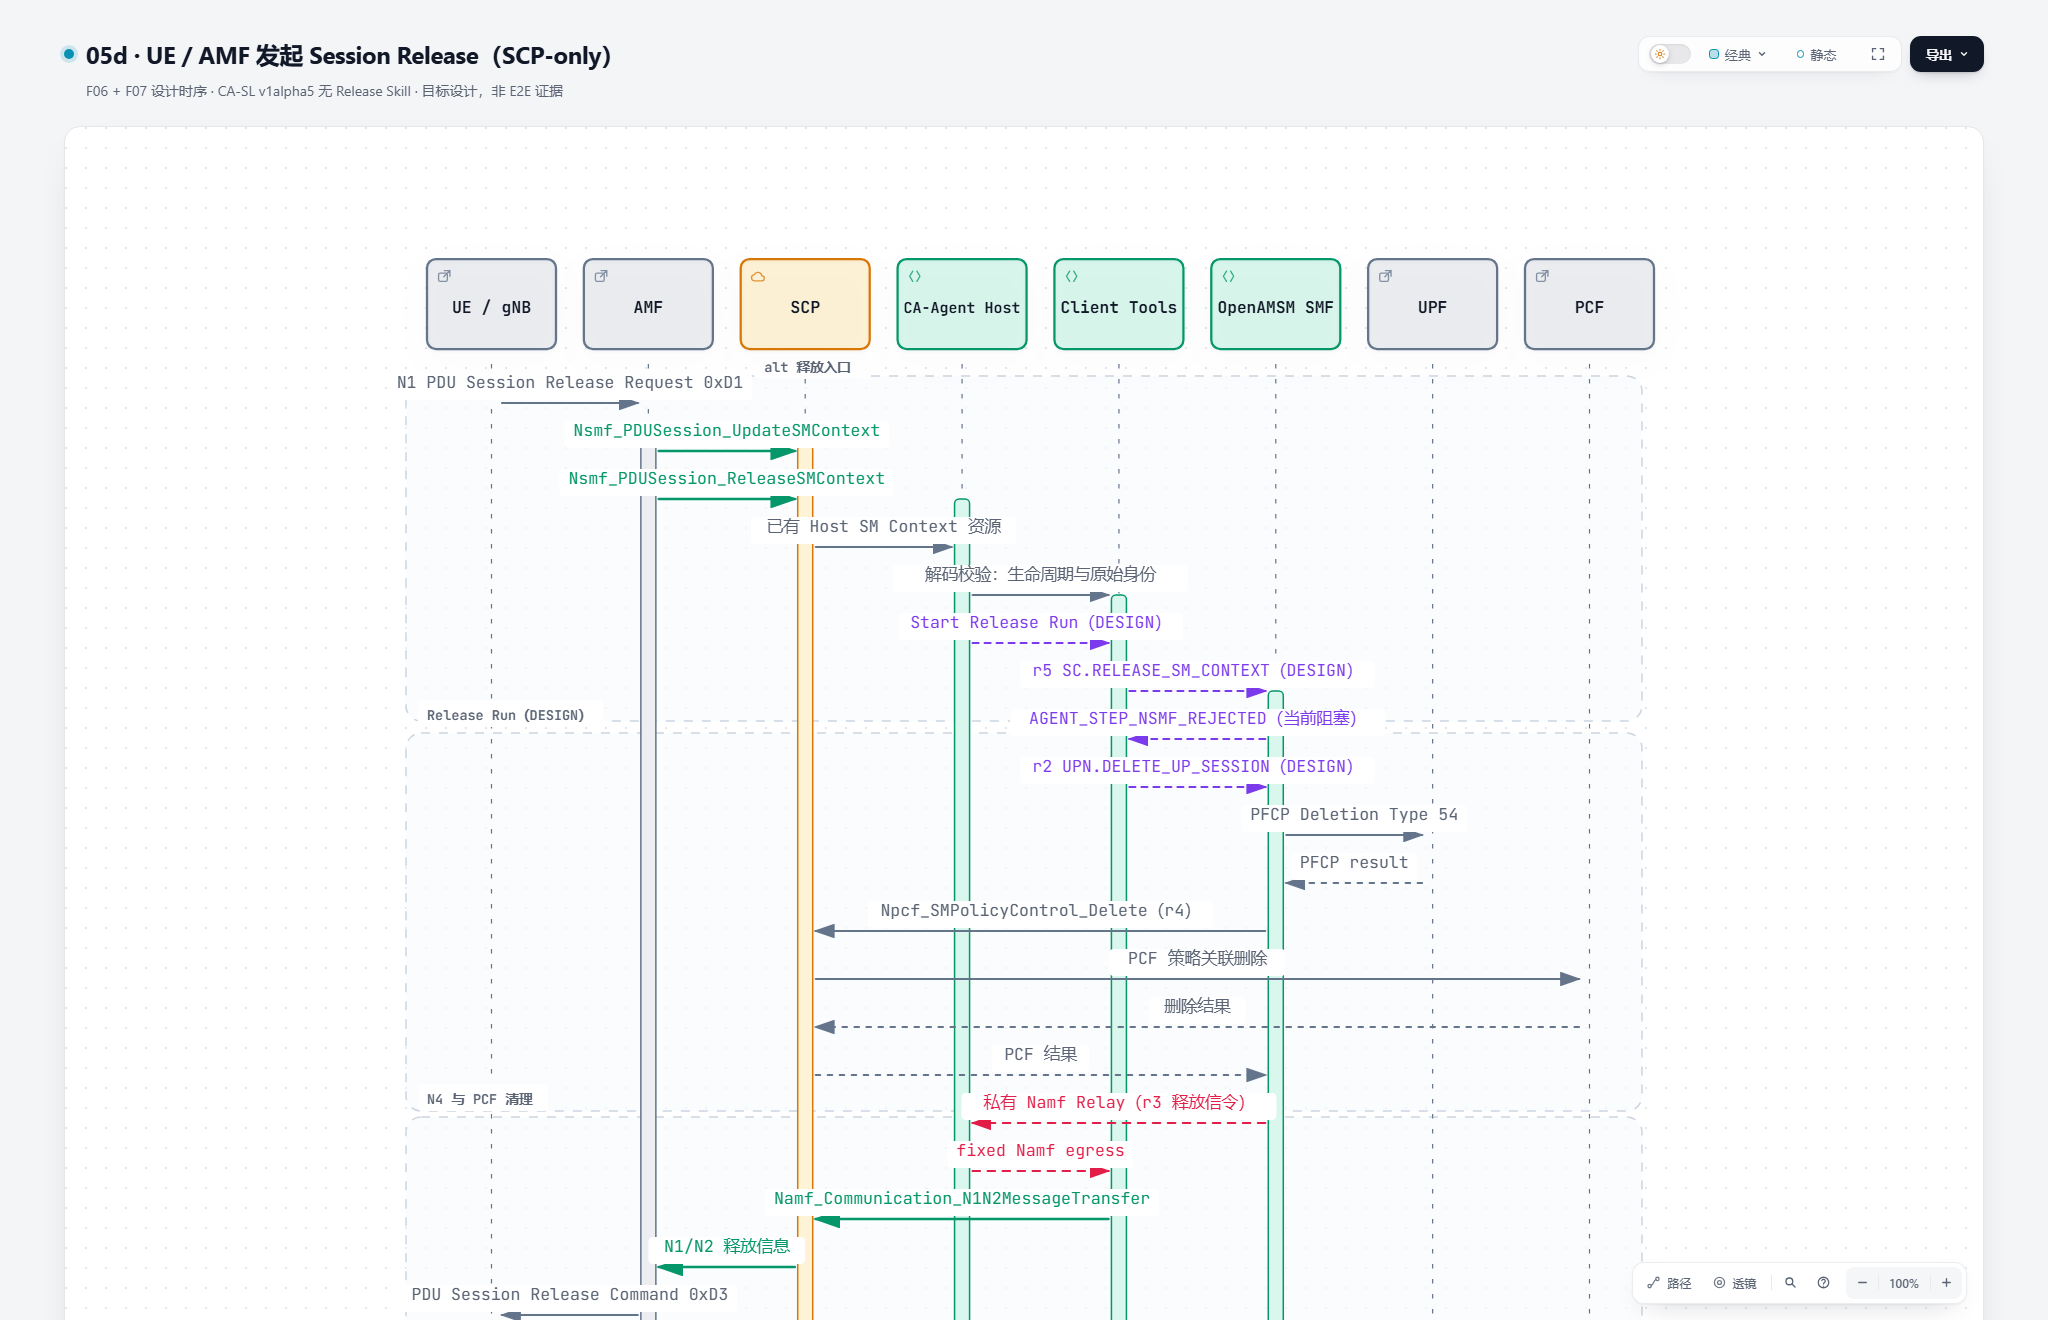 05d · UE / AMF 发起 Session Release（SCP-only）
F06 + F07 设计时序 · CA-SL v1alpha5 无 Release Skill · 目标设计，非 E2E 证据
经典
静态
导出
UE / gNB
AMF
SCP
CA-Agent Host
Client Tools
OpenAMSM SMF
UPF
PCF
alt 释放入口
N1 PDU Session Release Request 0xD1
Nsmf_PDUSession_UpdateSMContext
Nsmf_PDUSession_ReleaseSMContext
已有 Host SM Context 资源
解码校验：生命周期与原始身份
Start Release Run（DESIGN）
r5 SC.RELEASE_SM_CONTEXT（DESIGN）
Release Run（DESIGN）
AGENT_STEP_NSMF_REJECTED（当前阻塞）
r2 UPN.DELETE_UP_SESSION（DESIGN）
PFCP Deletion Type 54
PFCP result
Npcf_SMPolicyControl_Delete（r4）
PCF 策略关联删除
删除结果
PCF 结果
N4 与 PCF 清理
私有 Namf Relay（r3 释放信令）
fixed Namf egress
Namf_Communication_N1N2MessageTransfer
N1/N2 释放信息
PDU Session Release Command 0xD3
路径
透镜
100%